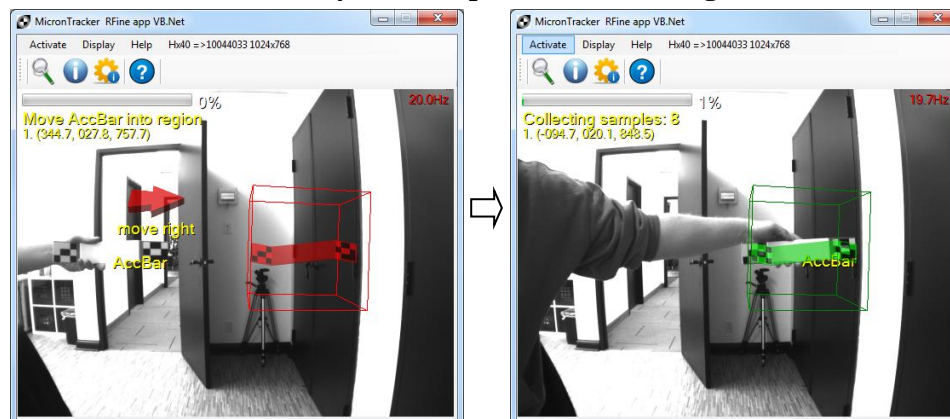 MicronTracker RFine app VB.Net
Activate Display Help Hx40 =>10044033 1024x768
0%
20.0Hz
Move AccBar into region
1. (344.7, 027.8, 757.7)
move right
AccBar
MicronTracker RFine app VB.Net
Activate Display Help Hx40 =>10044033 1024x768
1%
19.7Hz
Collecting samples: 8
1. (-094.7, 020.1, 848.5)
AccBar